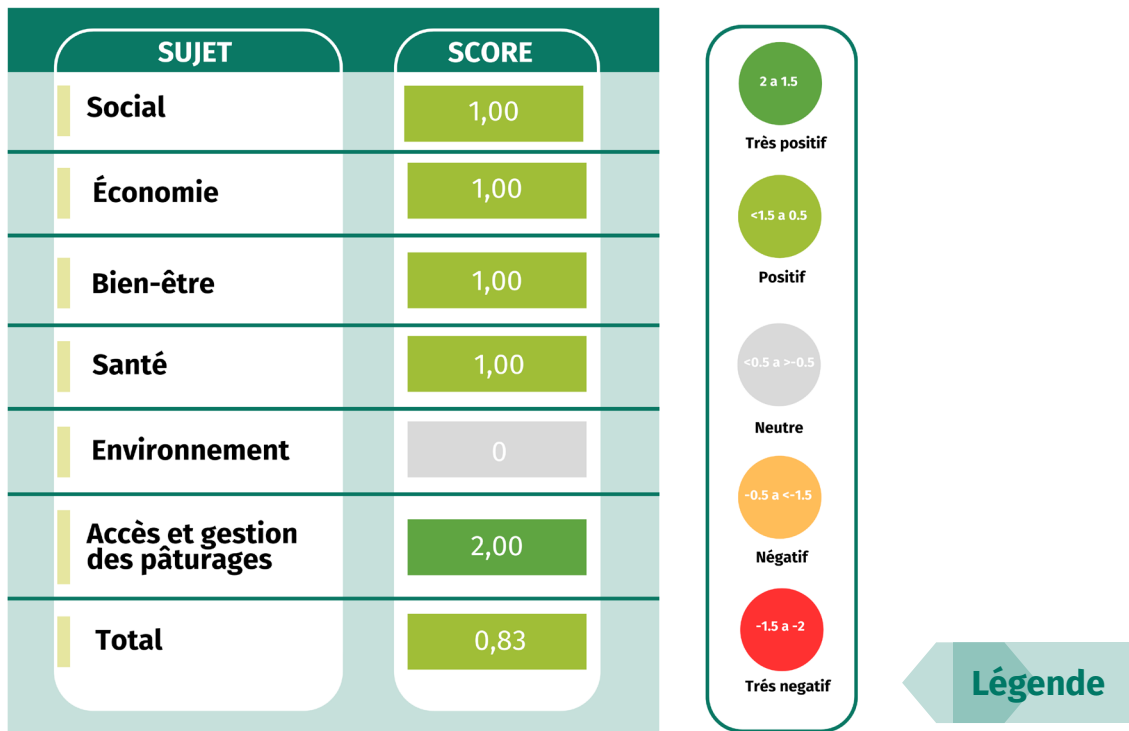 SUJET SCORE
Social 1,00
Économie 1,00
Bien-être 1,00
Santé 1,00
Environnement 0
Accès et gestion
des pâturages 2,00
Total 0,83
2 a 1.5
Très positif
<1.5 a 0.5
Positif
<0.5 a >-0.5
Neutre
-0.5 a <-1.5
Négatif
-1.5 a -2
Trés negatif
Légende